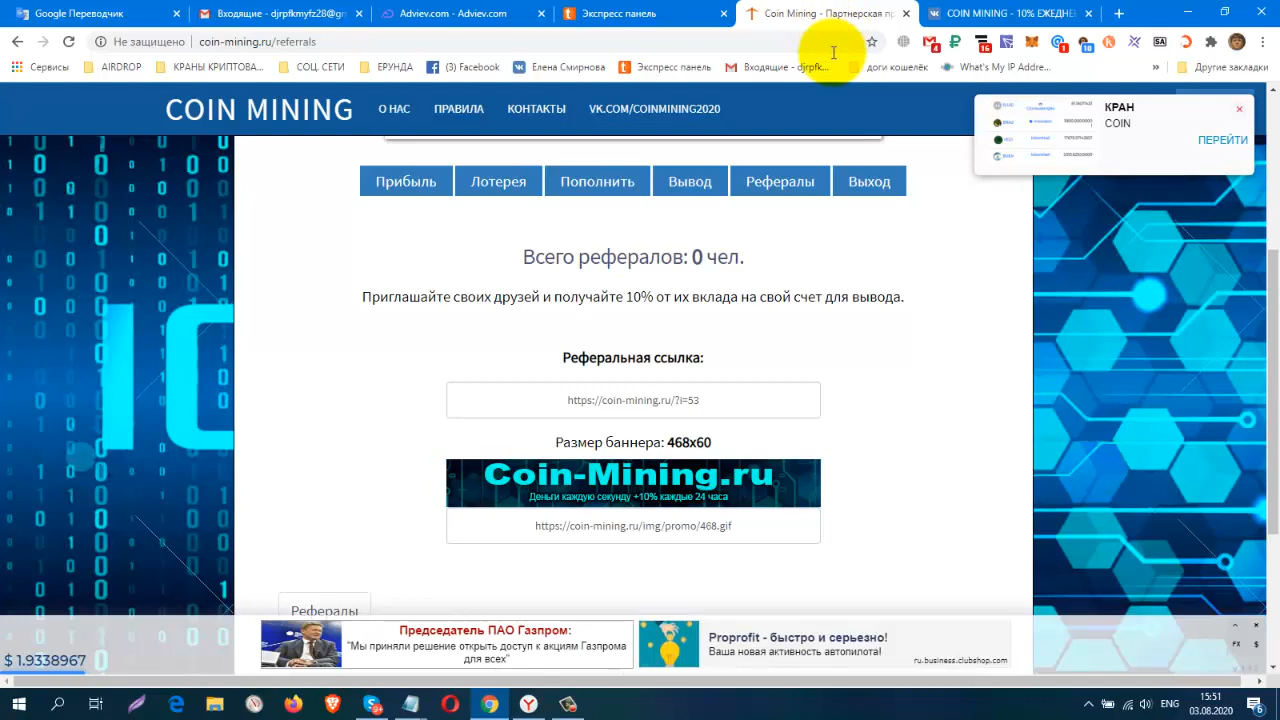 Google Переводчик
Входящие - djrpfkmyfz28@gm
Adviev.com - Adviev.com
Экспресс панель
Coin Mining - Партнерская пр
COIN MINING - 10% ЕЖЕДНЕВ
Не защищено
coin-mining.ru/referrals
Сервисы
AIRDROP
КРАНЫ КРИПТОВА...
СОЦ. СЕТИ
ЕРУНДА
(3) Facebook
Елена Смирнова
Экспресс панель
Входящие - djrpfk...
доги кошелёк
What's My IP Addre...
»
Другие закладки
COIN MINING
О НАС
ПРАВИЛА
КОНТАКТЫ
VK.COM/COINMINING2020
КРАН
COIN
ПЕРЕЙТИ
Прибыль
Лотерея
Пополнить
Вывод
Рефералы
Выход
Всего рефералов: 0 чел.
Приглашайте своих друзей и получайте 10% от их вклада на свой счет для вывода.
Реферальная ссылка:
https://coin-mining.ru/?i=53
Размер баннера: 468x60
Coin-Mining.ru
Деньги каждую секунду +10% каждые 24 часа
https://coin-mining.ru/img/promo/468.gif
Рефералы
Председатель ПАО Газпром:
"Мы приняли решение открыть доступ к акциям Газпрома
для всех"
Proprofit - быстро и серьезно!
Ваша новая активность автопилота!
ru.business.clubshop.com
FX $
$ 1.9338967
ENG
15:51
03.08.2020